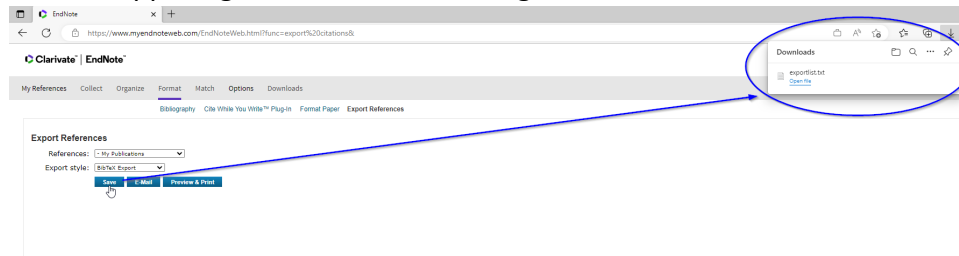 EndNote
https://www.myendnoteweb.com/EndNoteWeb.html?func=export%20citations&
Downloads
exportlist.txt
Open file
Clarivate™ | EndNote™
My References Collect Organize Format Match Options Downloads
Bibliography Cite While You Write™ Plug-In Format Paper Export References
Export References
References: - My Publications
Export style: BibTeX Export
Save E-Mail Preview & Print